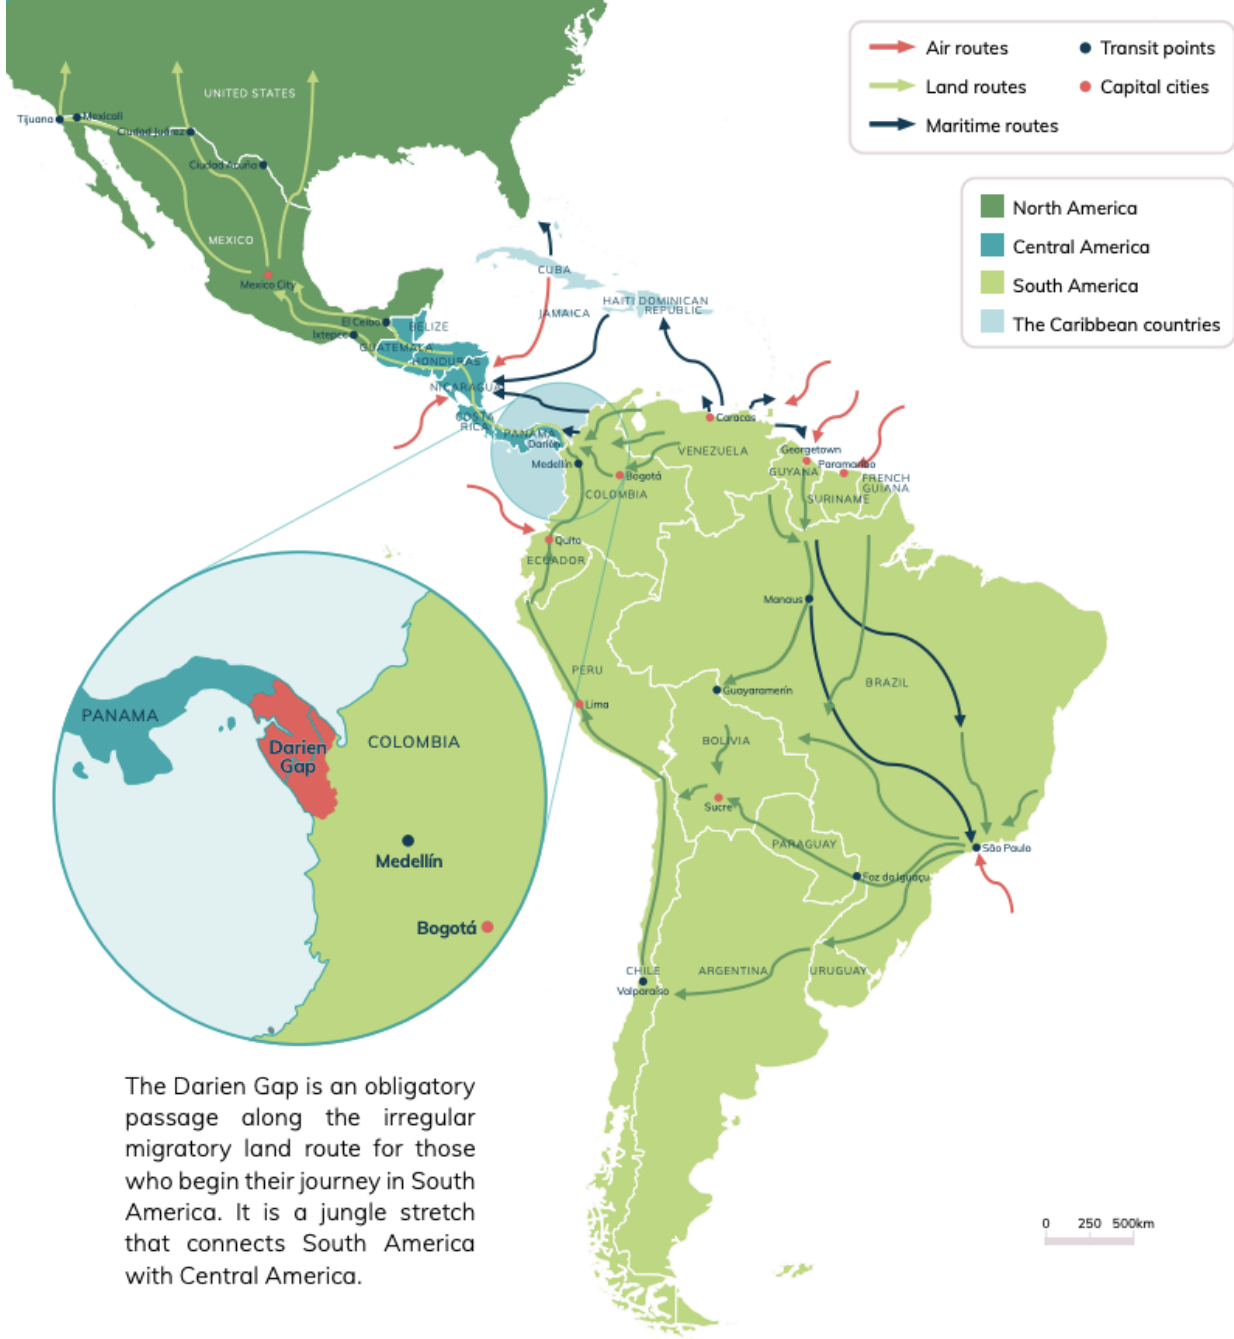 Air routes
Transit points
Land routes
Capital cities
Maritime routes
North America
Central America
South America
The Caribbean countries
UNITED STATES
Tijuana
Mexicali
Ciudad Juárez
Ciudad Acuña
MEXICO
Mexico City
CUBA
JAMAICA
HAITI
DOMINICAN
REPUBLIC
El Ceibo
BELIZE
Ixtepec
GUATEMALA
HONDURAS
NICARAGUA
COSTA
RICA
PANAMA
Darién
Caracas
VENEZUELA
Georgetown
Paramaribo
GUYANA
FRENCH
GUIANA
SURINAME
Medellín
Bogotá
COLOMBIA
Quito
ECUADOR
Manaus
PERU
Lima
Guayaramerín
BRAZIL
BOLIVIA
Sucre
PARAGUAY
São Paulo
Foz do Iguaçu
CHILE
Valparaíso
ARGENTINA
URUGUAY
PANAMA
Darien
Gap
COLOMBIA
Medellín
Bogotá
The Darien Gap is an obligatory
passage along the irregular
migratory land route for those
who begin their journey in South
America. It is a jungle stretch
that connects South America
with Central America.
0 250 500km